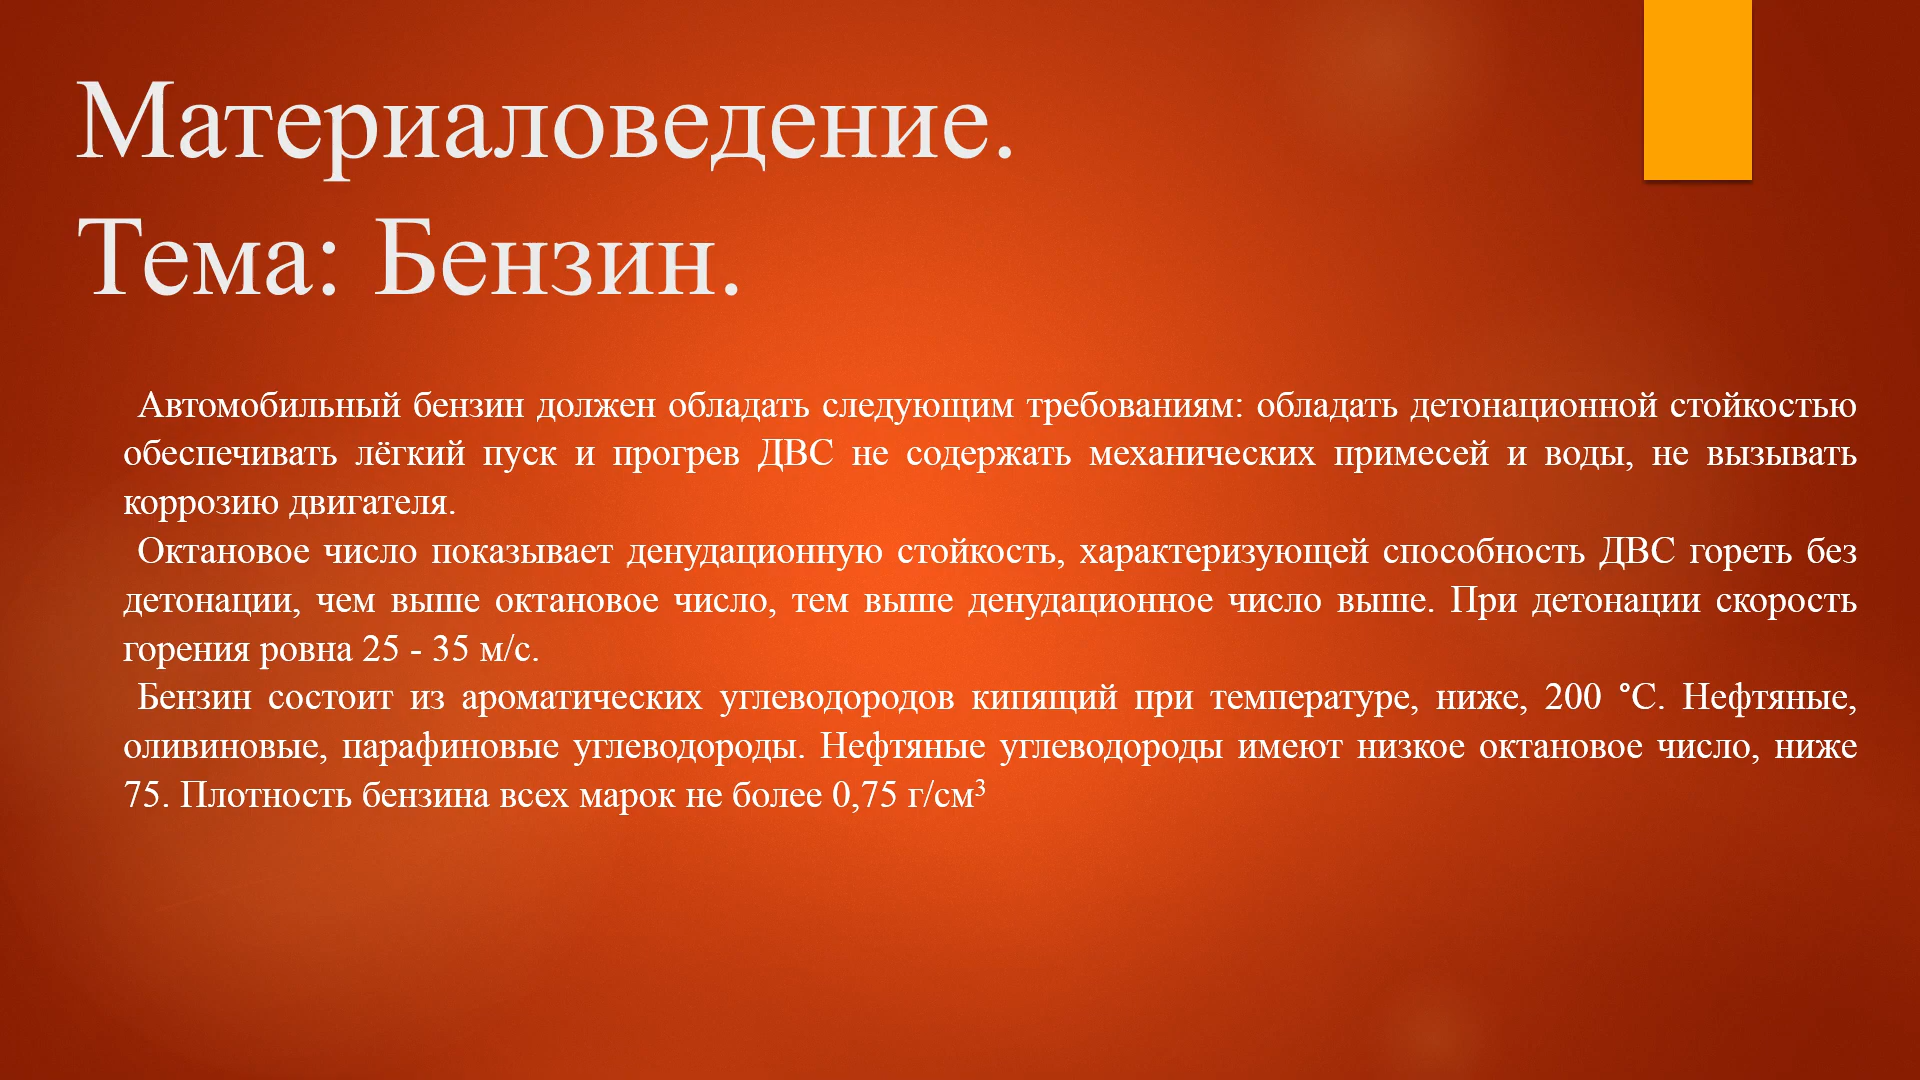 Материаловедение.
Тема: Бензин.
Автомобильный бензин должен обладать следующим требованиям: обладать детонационной стойкостью
обеспечивать лёгкий пуск и прогрев ДВС не содержать механических примесей и воды, не вызывать
коррозию двигателя.
Октановое число показывает денудационную стойкость, характеризующей способность ДВС гореть без
детонации, чем выше октановое число, тем выше денудационное число выше. При детонации скорость
горения ровна 25 - 35 м/с.
Бензин состоит из ароматических углеводородов кипящий при температуре, ниже, 200 °С. Нефтяные,
оливиновые, парафиновые углеводороды. Нефтяные углеводороды имеют низкое октановое число, ниже
75. Плотность бензина всех марок не более 0,75 г/см³